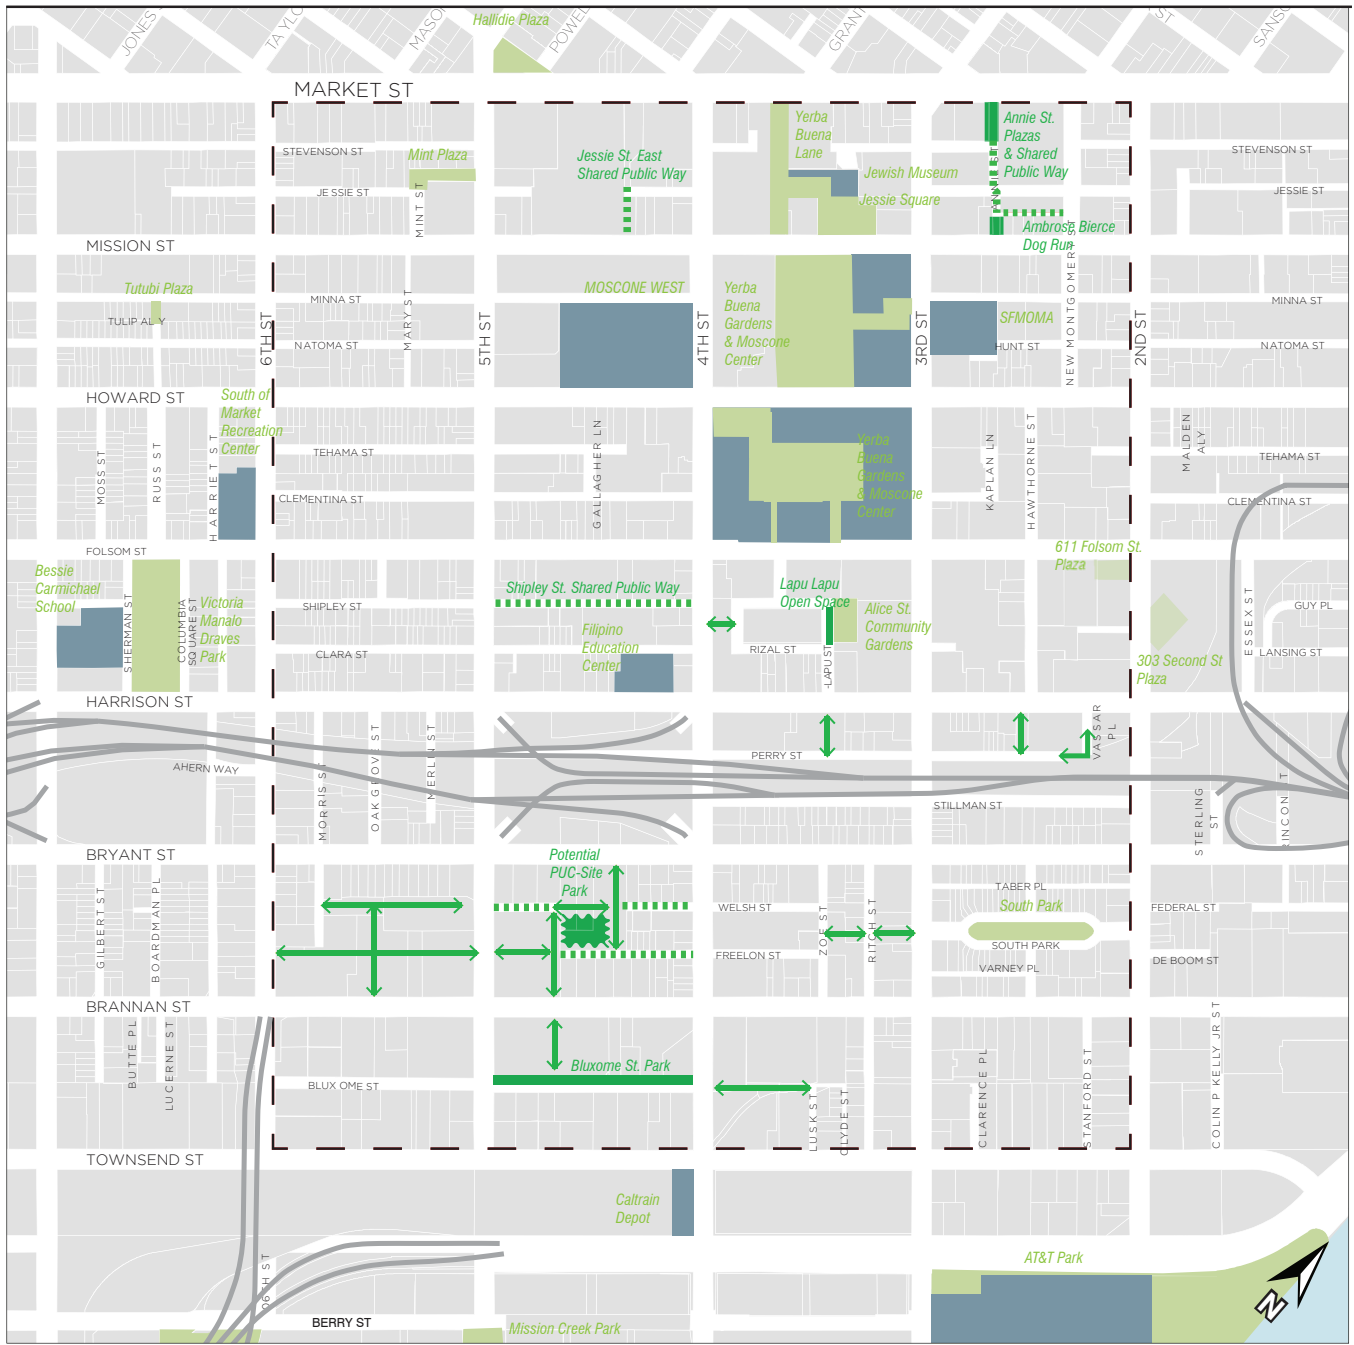 Hallidie Plaza
JONES
TAYLO
MASON
POWEL
GRANT
ST
SANSO
MARKET ST
Yerba
Buena
Lane
Annie St.
Plazas
& Shared
Public Way
STEVENSON ST
Mint Plaza
Jessie St. East
Shared Public Way
STEVENSON ST
Jewish Museum
JESSIE ST
MINT ST
Jessie Square
JESSIE ST
Ambrose Bierce
Dog Run
MISSION ST
Tutubi Plaza
MOSCONE WEST
Yerba
Buena
Gardens
& Moscone
Center
MINNA ST
MARY ST
SFMOMA
NEW MONTGOMERY ST
MINNA ST
TULIP ALY
6TH ST
5TH ST
4TH ST
3RD ST
2ND ST
NATOMA ST
HUNT ST
NATOMA ST
HOWARD ST
South of
Market
Recreation
Center
MOSS ST
RUSS ST
HARRIET ST
TEHAMA ST
GALLAGHER LN
Yerba
Buena
Gardens
& Moscone
Center
KAPLAN LN
HAWTHORNE ST
MALDEN
ALY
TEHAMA ST
CLEMENTINA ST
CLEMENTINA ST
FOLSOM ST
611 Folsom St.
Plaza
Bessie
Carmichael
School
SHERMAN ST
COLUMBIA
SQUARE ST
Victoria
Manalo
Draves
Park
SHIPLEY ST
Shipley St. Shared Public Way
Lapu Lapu
Open Space
Alice St.
Community
Gardens
ESSEX ST
GUY PL
Filipino
Education
Center
CLARA ST
RIZAL ST
LANSING ST
303 Second St
Plaza
HARRISON ST
AHERN WAY
MORRIS ST
OAK GROVE ST
MERLIN ST
PERRY ST
VASSAR
PL
STILLMAN ST
STERLING
ST
BRYANT ST
Potential
PUC-Site
Park
GILBERT ST
BOARDMAN PL
WELSH ST
ZOE ST
RITCH ST
TABER PL
South Park
FEDERAL ST
SOUTH PARK
FREELON ST
VARNEY PL
DE BOOM ST
BRANNAN ST
BUTTE PL
LUCERNE ST
Bluxome St. Park
BLUXOME ST
LUSK ST
CLYDE ST
CLARENCE PL
STANFORD ST
COLIN P KELLY JR ST
TOWNSEND ST
Caltrain
Depot
AT&T Park
06TH ST
BERRY ST
Mission Creek Park
N